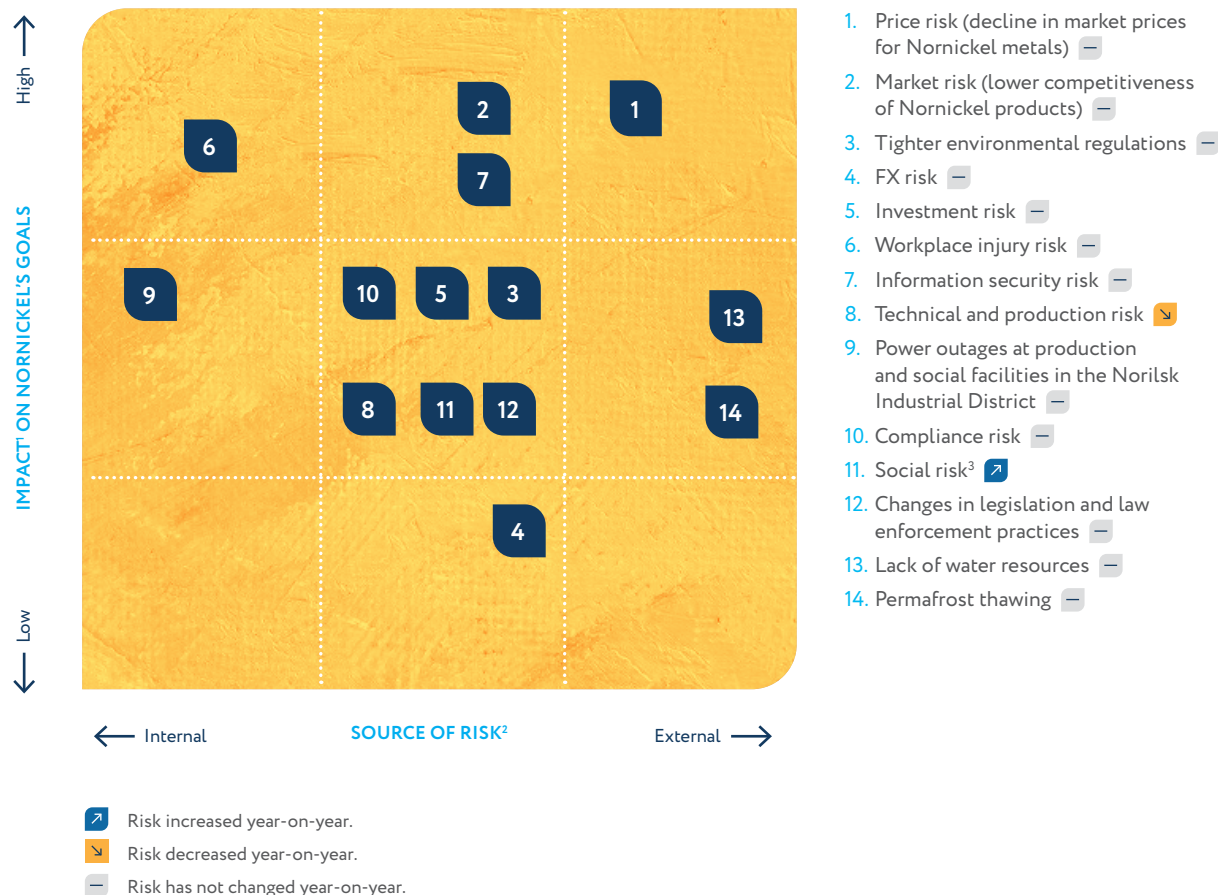 High
IMPACT¹ ON NORNICKEL'S GOALS
Low
2
1
6
7
9
10
5
3
13
8
11
12
14
4
Internal
SOURCE OF RISK²
External
1. Price risk (decline in market prices
for Nornickel metals) –
2. Market risk (lower competitiveness
of Nornickel products) –
3. Tighter environmental regulations –
4. FX risk –
5. Investment risk –
6. Workplace injury risk –
7. Information security risk –
8. Technical and production risk ↘
9. Power outages at production
and social facilities in the Norilsk
Industrial District –
10. Compliance risk –
11. Social risk³ ↗
12. Changes in legislation and law
enforcement practices –
13. Lack of water resources –
14. Permafrost thawing –
↗ Risk increased year-on-year.
↘ Risk decreased year-on-year.
– Risk has not changed year-on-year.